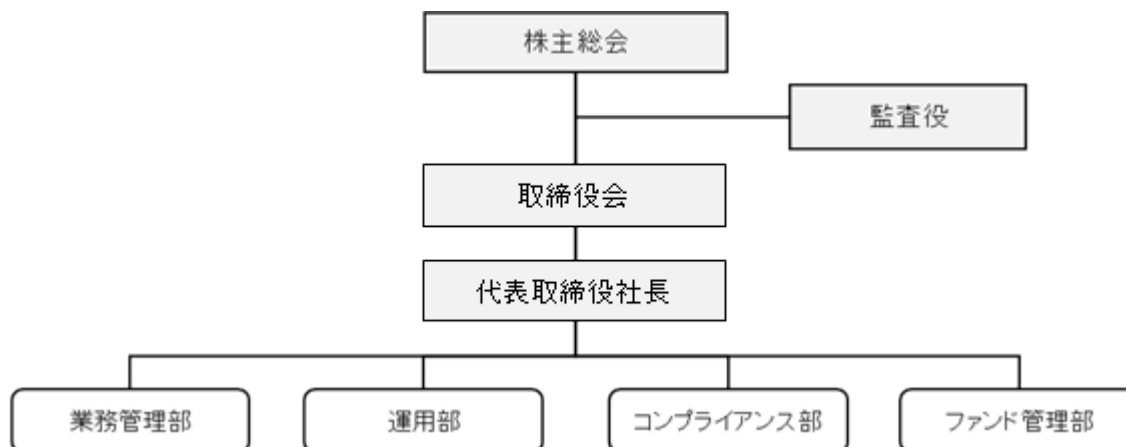 株主総会
監査役
取締役会
代表取締役社長
業務管理部
運用部
コンプライアンス部
ファンド管理部